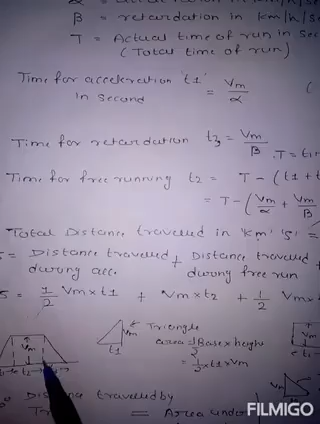 β = retardation in km/h/s
T = Actual time of run in sec
(Total time of run)
Time for acceleration 't1' = Vm/α
in second
Time for retardation t3 = Vm/β . T = t1
Time for free running t2 = T - (t1 + t
= T - (Vm/α + Vm/β
Total Distance travelled in 'km' 'S' =
= Distance travelled + Distance travelled
during acc. during free run
S = 1/2 Vm × t1 + Vm × t2 + 1/2 Vm ×
Vm
Vm
t1
Triangle
area = 1/2 Base × height
= 1/2 × t1 × Vm
Distance travelled by
= Area under
FILMIGO